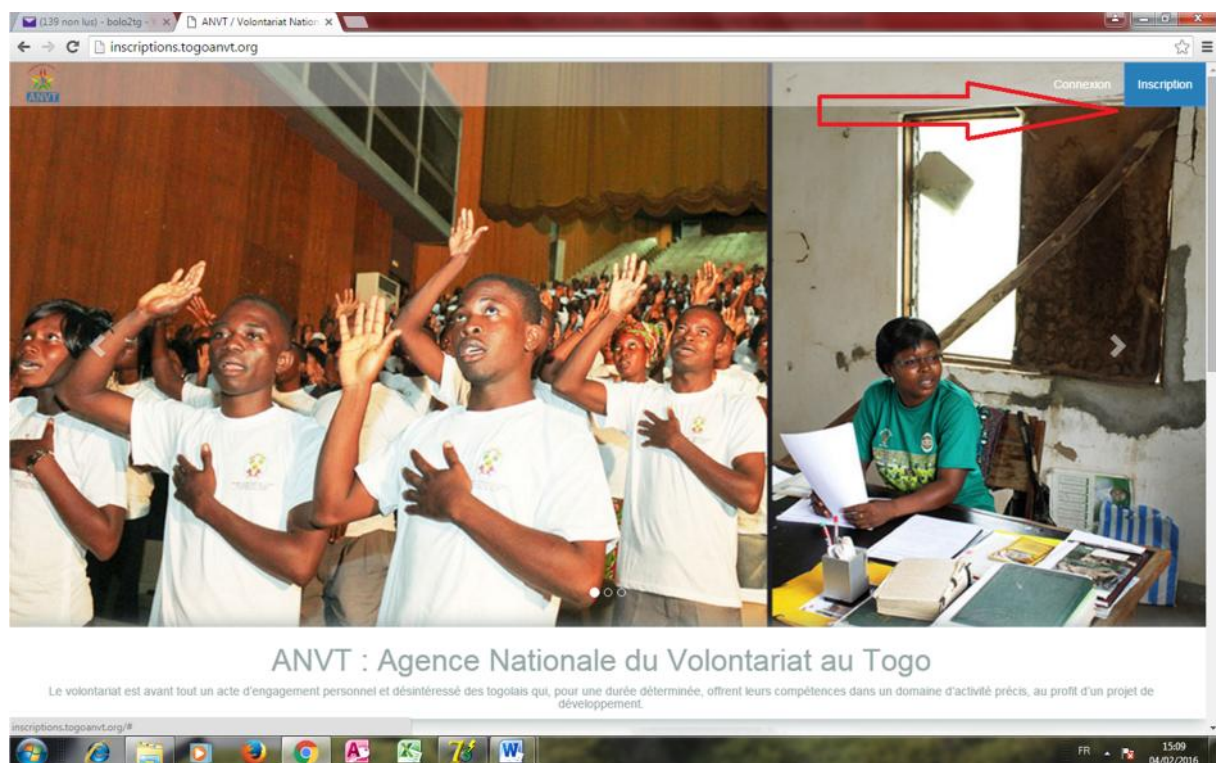 (139 non lus) - bolo2tg -
ANVT / Volontariat Nation
inscriptions.togoanvt.org
ANVT
Connexion
Inscription
ANVT : Agence Nationale du Volontariat au Togo
Le volontariat est avant tout un acte d'engagement personnel et désintéressé des togolais qui, pour une durée déterminée, offrent leurs compétences dans un domaine d'activité précis, au profit d'un projet de
développement.
inscriptions.togoanvt.org/#
FR
15:09
04/02/2016